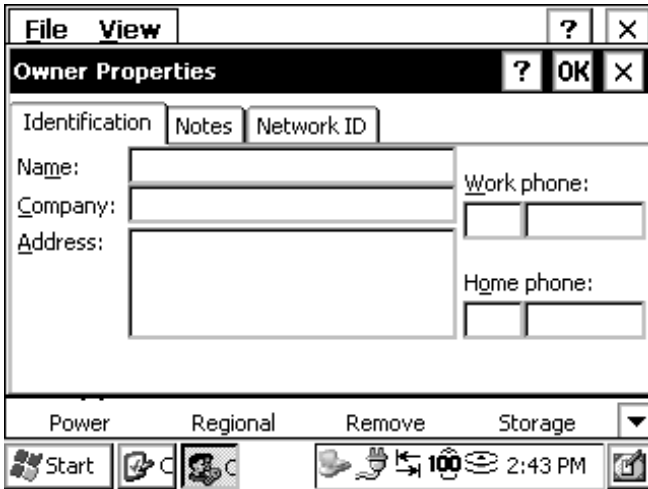 File View ? ×
Owner Properties ? OK ×
Identification Notes Network ID
Name:
Work phone:
Company:
Address:
Home phone:
Power Regional Remove Storage
Start C C 100 2:43 PM